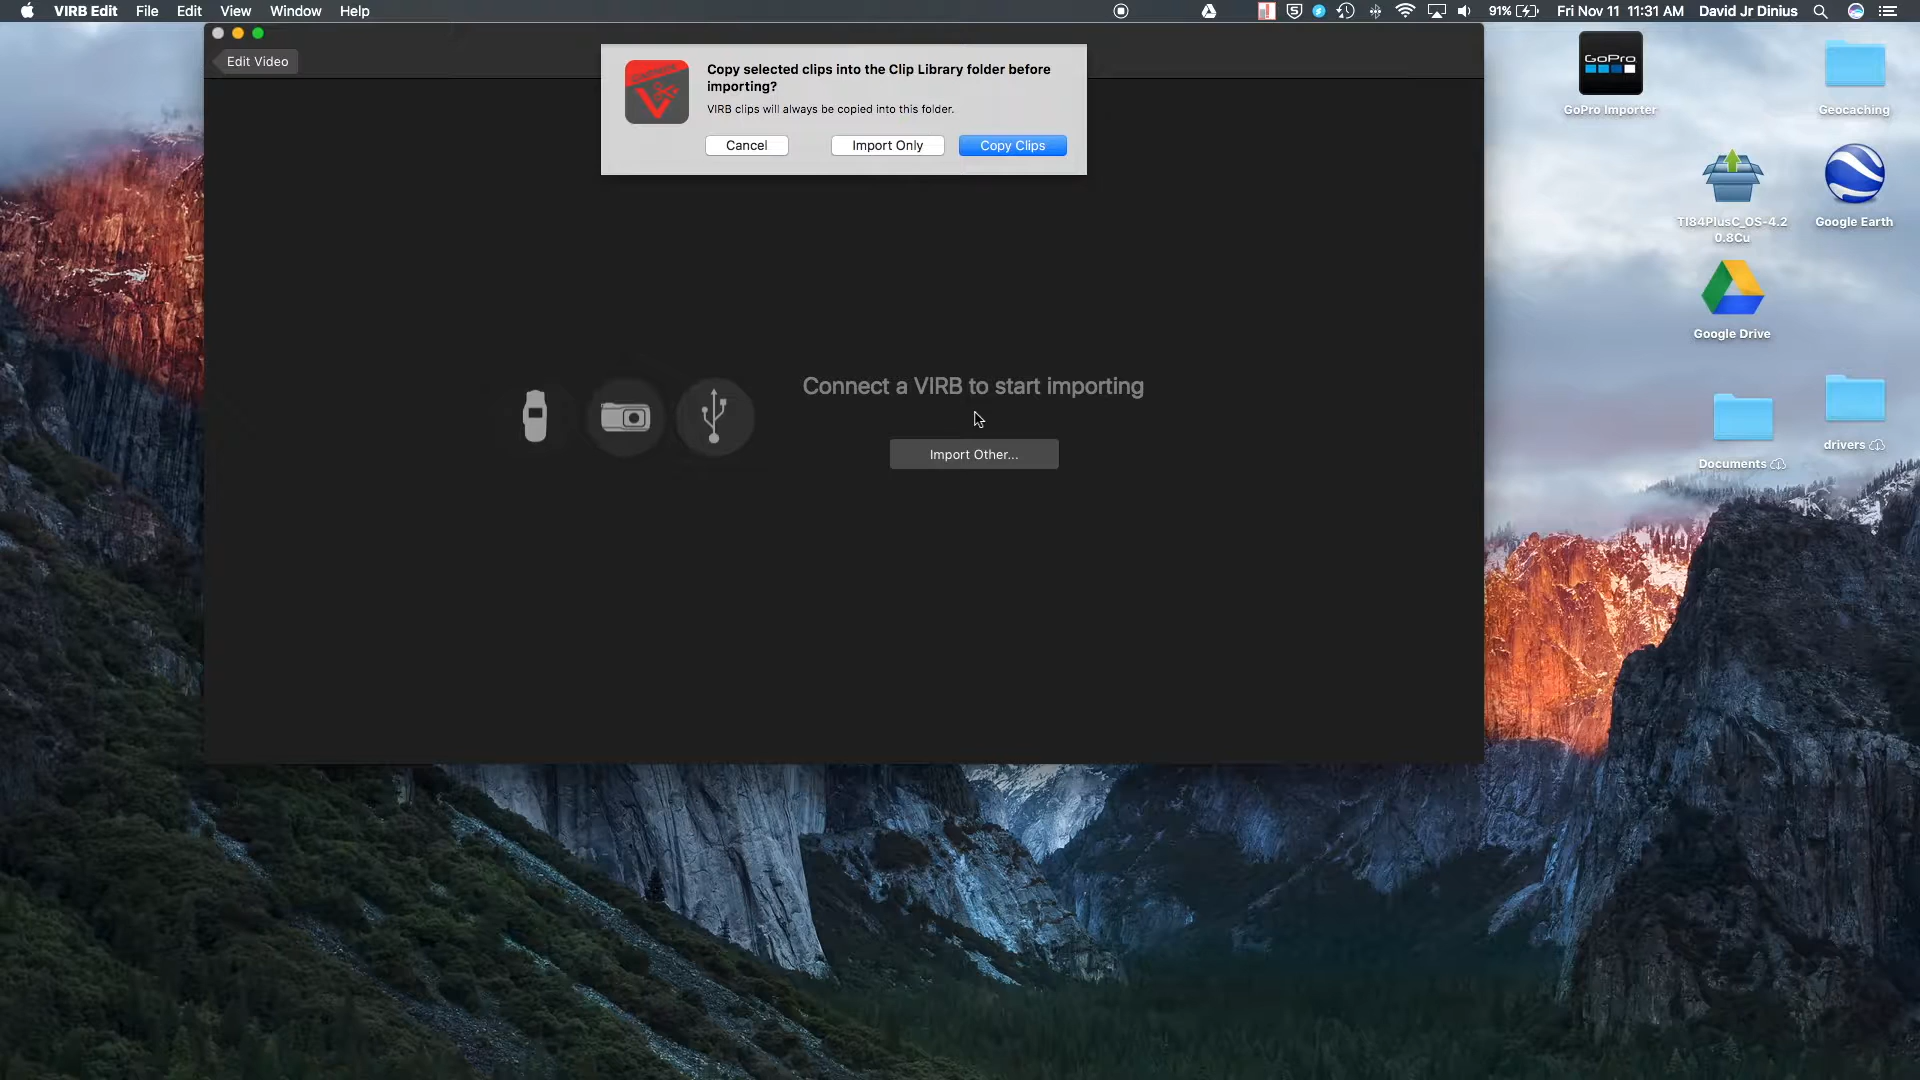 VIRB Edit File Edit View Window Help
91% Fri Nov 11 11:31 AM David Jr Dinius
Edit Video
Copy selected clips into the Clip Library folder before
importing?
VIRB clips will always be copied into this folder.
Cancel Import Only Copy Clips
Connect a VIRB to start importing
Import Other...
GoPro
GoPro Importer
Geocaching
TI84PlusC_OS-4.2
0.8Cu
Google Earth
Google Drive
Documents
drivers